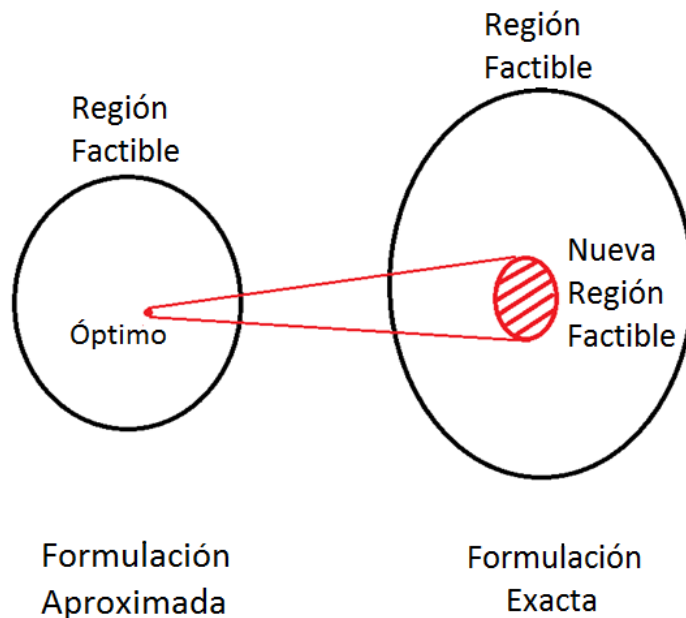 Región
Factible
Región
Factible
Óptimo
Nueva
Región
Factible
Formulación
Aproximada
Formulación
Exacta